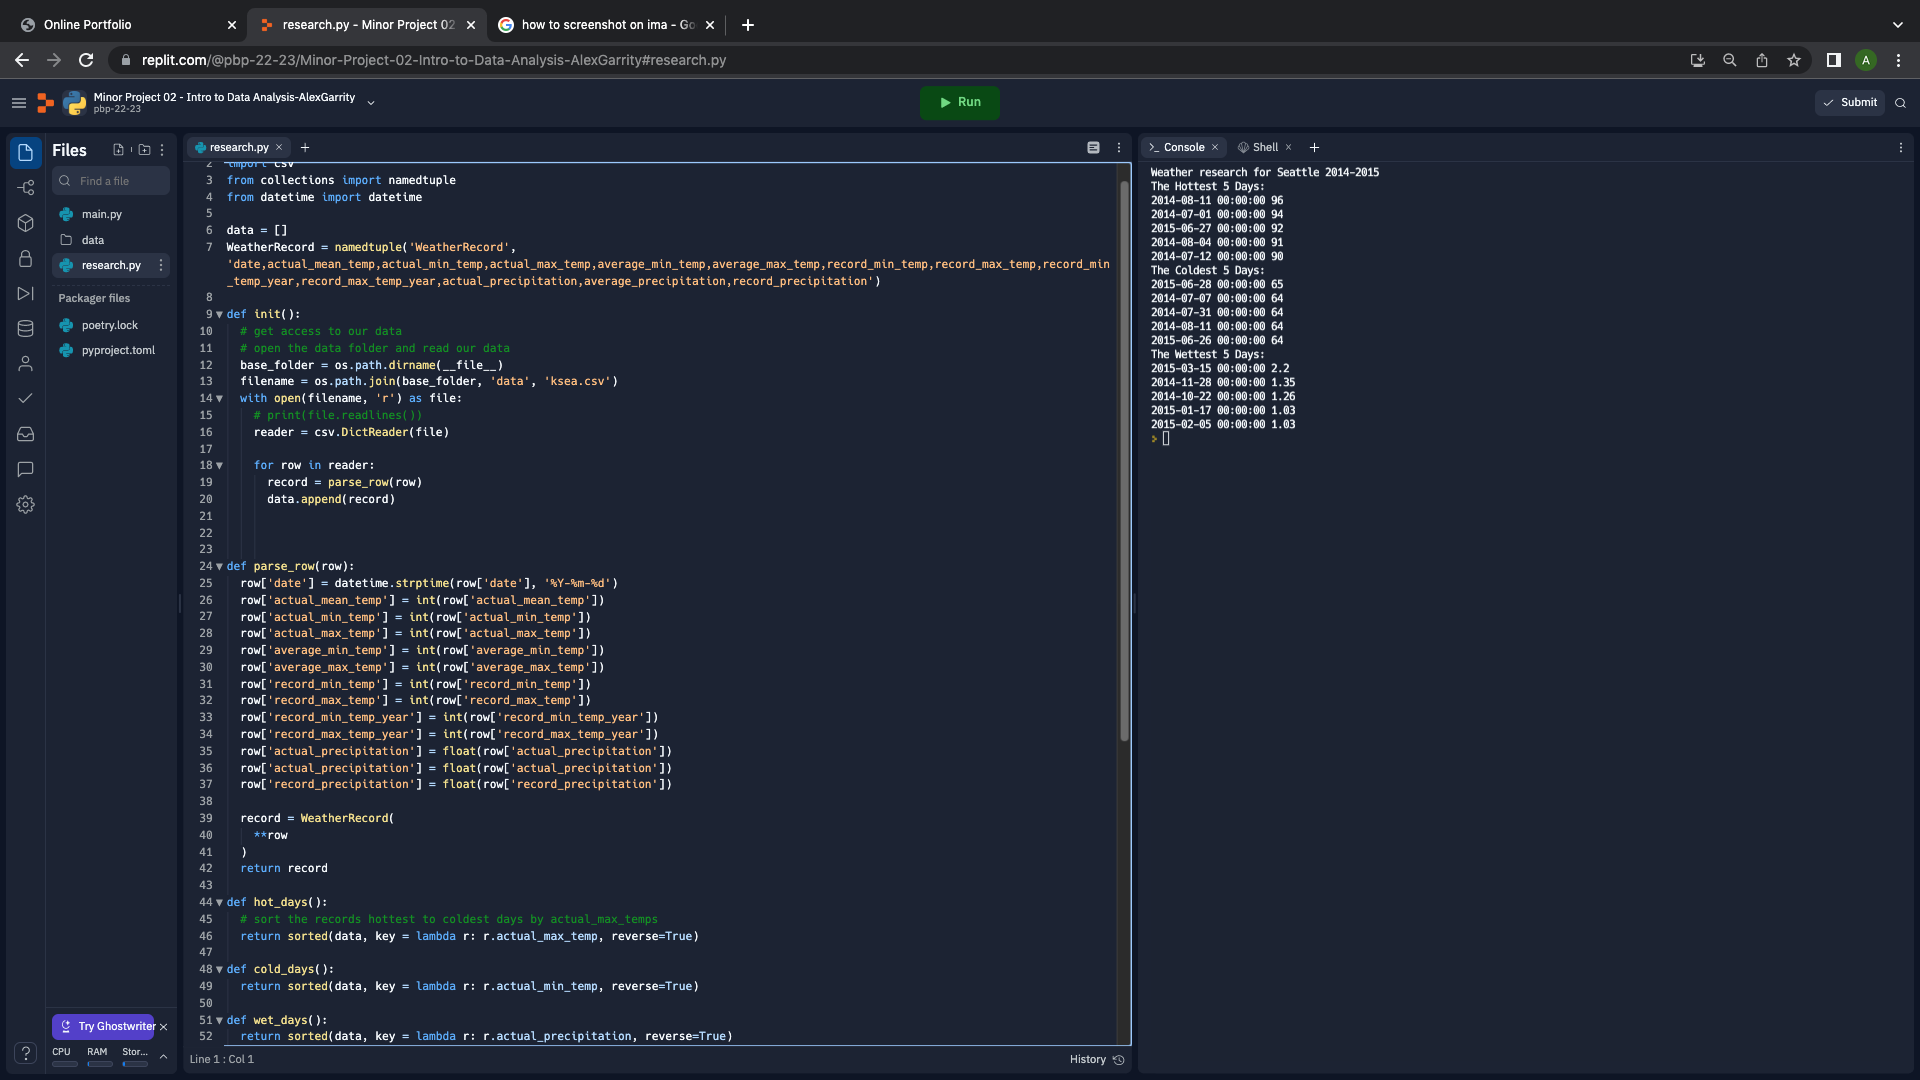 Online Portfolio
research.py - Minor Project 02
how to screenshot on ima - Go
replit.com/@pbp-22-23/Minor-Project-02-Intro-to-Data-Analysis-AlexGarrity#research.py
A
Minor Project 02 - Intro to Data Analysis-AlexGarrity
pbp-22-23
Run
Submit
Files
Find a file
main.py
data
research.py
Packager files
poetry.lock
pyproject.toml
Try Ghostwriter
CPU RAM Stor...
research.py
2 import csv
3 from collections import namedtuple
4 from datetime import datetime
5
6 data = []
7 WeatherRecord = namedtuple('WeatherRecord',
'date,actual_mean_temp,actual_min_temp,actual_max_temp,average_min_temp,average_max_temp,record_min_temp,record_max_temp,record_min
_temp_year,record_max_temp_year,actual_precipitation,average_precipitation,record_precipitation')
8
9 def init():
10 # get access to our data
11 # open the data folder and read our data
12 base_folder = os.path.dirname(__file__)
13 filename = os.path.join(base_folder, 'data', 'ksea.csv')
14 with open(filename, 'r') as file:
15 # print(file.readlines())
16 reader = csv.DictReader(file)
17
18 for row in reader:
19 record = parse_row(row)
20 data.append(record)
21
22
23
24 def parse_row(row):
25 row['date'] = datetime.strptime(row['date'], '%Y-%m-%d')
26 row['actual_mean_temp'] = int(row['actual_mean_temp'])
27 row['actual_min_temp'] = int(row['actual_min_temp'])
28 row['actual_max_temp'] = int(row['actual_max_temp'])
29 row['average_min_temp'] = int(row['average_min_temp'])
30 row['average_max_temp'] = int(row['average_max_temp'])
31 row['record_min_temp'] = int(row['record_min_temp'])
32 row['record_max_temp'] = int(row['record_max_temp'])
33 row['record_min_temp_year'] = int(row['record_min_temp_year'])
34 row['record_max_temp_year'] = int(row['record_max_temp_year'])
35 row['actual_precipitation'] = float(row['actual_precipitation'])
36 row['actual_precipitation'] = float(row['actual_precipitation'])
37 row['record_precipitation'] = float(row['record_precipitation'])
38
39 record = WeatherRecord(
40 **row
41 )
42 return record
43
44 def hot_days():
45 # sort the records hottest to coldest days by actual_max_temps
46 return sorted(data, key = lambda r: r.actual_max_temp, reverse=True)
47
48 def cold_days():
49 return sorted(data, key = lambda r: r.actual_min_temp, reverse=True)
50
51 def wet_days():
52 return sorted(data, key = lambda r: r.actual_precipitation, reverse=True)
Line 1 : Col 1
History
Console
Shell
Weather research for Seattle 2014-2015
The Hottest 5 Days:
2014-08-11 00:00:00 96
2014-07-01 00:00:00 94
2015-06-27 00:00:00 92
2014-08-04 00:00:00 91
2014-07-12 00:00:00 90
The Coldest 5 Days:
2015-06-28 00:00:00 65
2014-07-07 00:00:00 64
2014-07-31 00:00:00 64
2014-08-11 00:00:00 64
2015-06-26 00:00:00 64
The Wettest 5 Days:
2015-03-15 00:00:00 2.2
2014-11-28 00:00:00 1.35
2014-10-22 00:00:00 1.26
2015-01-17 00:00:00 1.03
2015-02-05 00:00:00 1.03